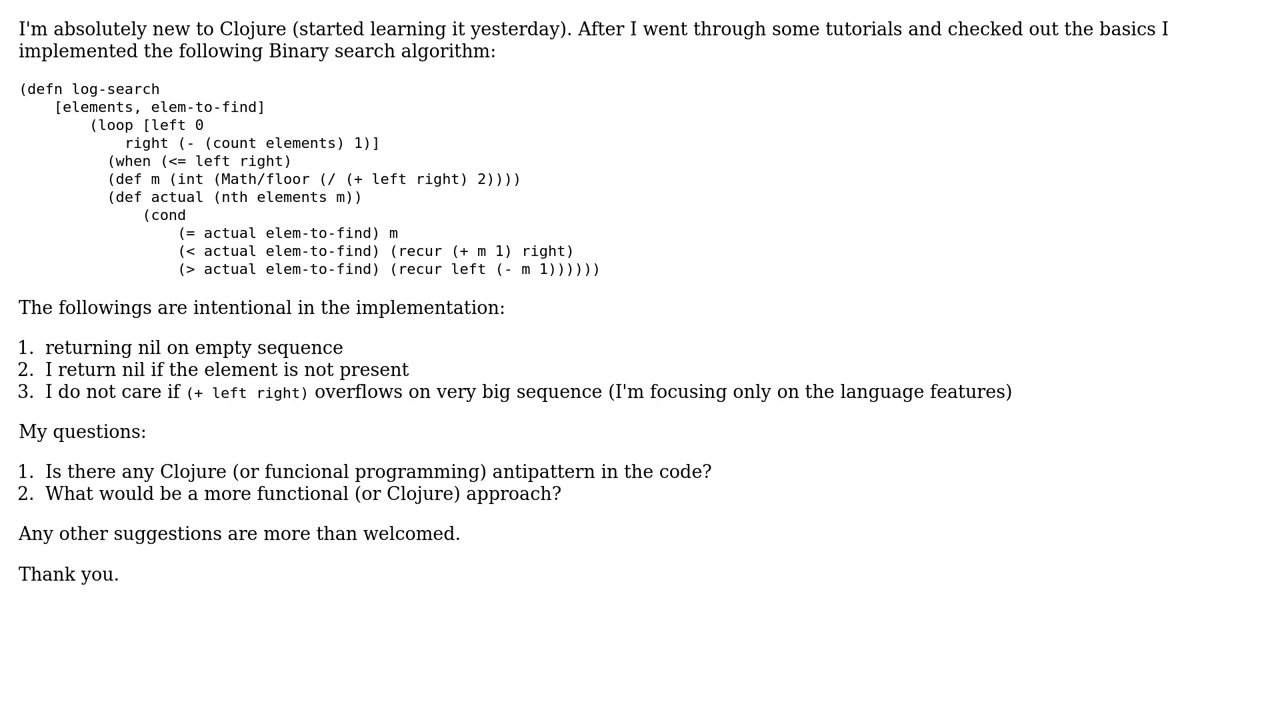 I'm absolutely new to Clojure (started learning it yesterday). After I went through some tutorials and checked out the basics I
implemented the following Binary search algorithm:
(defn log-search
    [elements, elem-to-find]
        (loop [left 0
            right (- (count elements) 1)]
          (when (<= left right)
          (def m (int (Math/floor (/ (+ left right) 2))))
          (def actual (nth elements m))
              (cond
                  (= actual elem-to-find) m
                  (< actual elem-to-find) (recur (+ m 1) right)
                  (> actual elem-to-find) (recur left (- m 1))))))
The followings are intentional in the implementation:
1. returning nil on empty sequence
2. I return nil if the element is not present
3. I do not care if (+ left right) overflows on very big sequence (I'm focusing only on the language features)
My questions:
1. Is there any Clojure (or funcional programming) antipattern in the code?
2. What would be a more functional (or Clojure) approach?
Any other suggestions are more than welcomed.
Thank you.